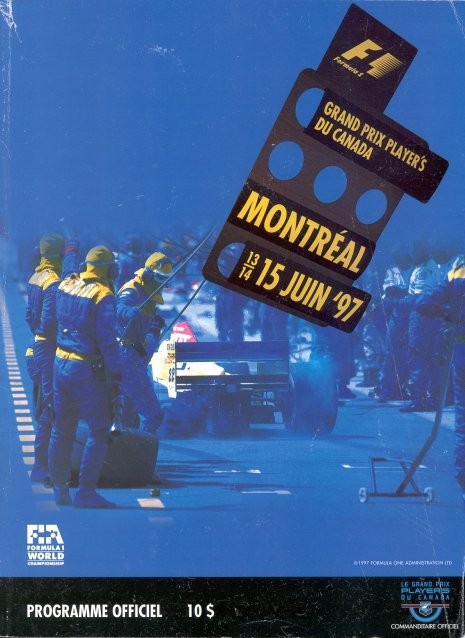 F1
Formula 1
GRAND PRIX PLAYER'S
DU CANADA
MONTRÉAL
13
14
15 JUIN '97
FIA
FORMULA 1
WORLD
CHAMPIONSHIP
©1997 FORMULA ONE ADMINISTRATION LTD
PROGRAMME OFFICIEL 10 $
LE GRAND PRIX
PLAYER'S
DU CANADA
COMMANDITAIRE OFFICIEL